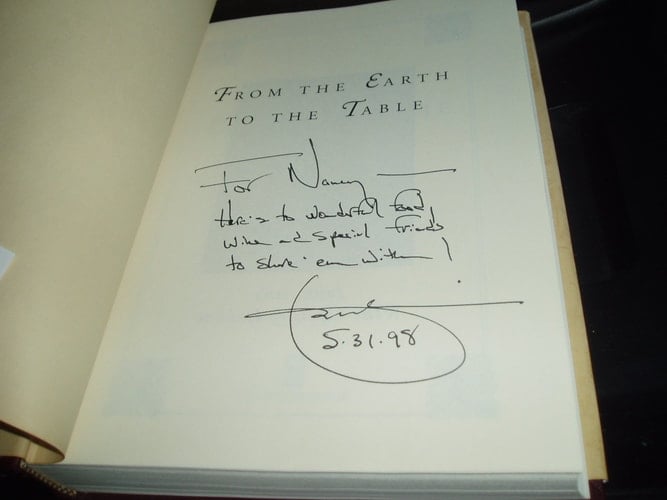 FROM THE EARTH
TO THE TABLE
For Nancy
Here's to wonderful food,
wine and special friends
to share 'em with!
5.31.98